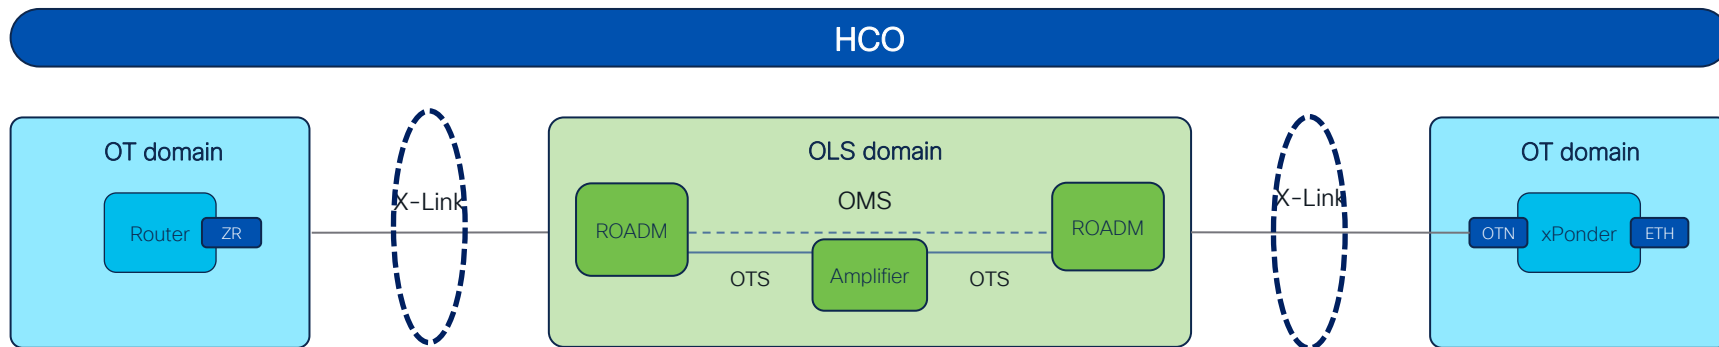 HCO
OT domain
Router
ZR
X-Link
OLS domain
ROADM
OMS
OTS
Amplifier
OTS
ROADM
X-Link
OT domain
OTN
xPonder
ETH